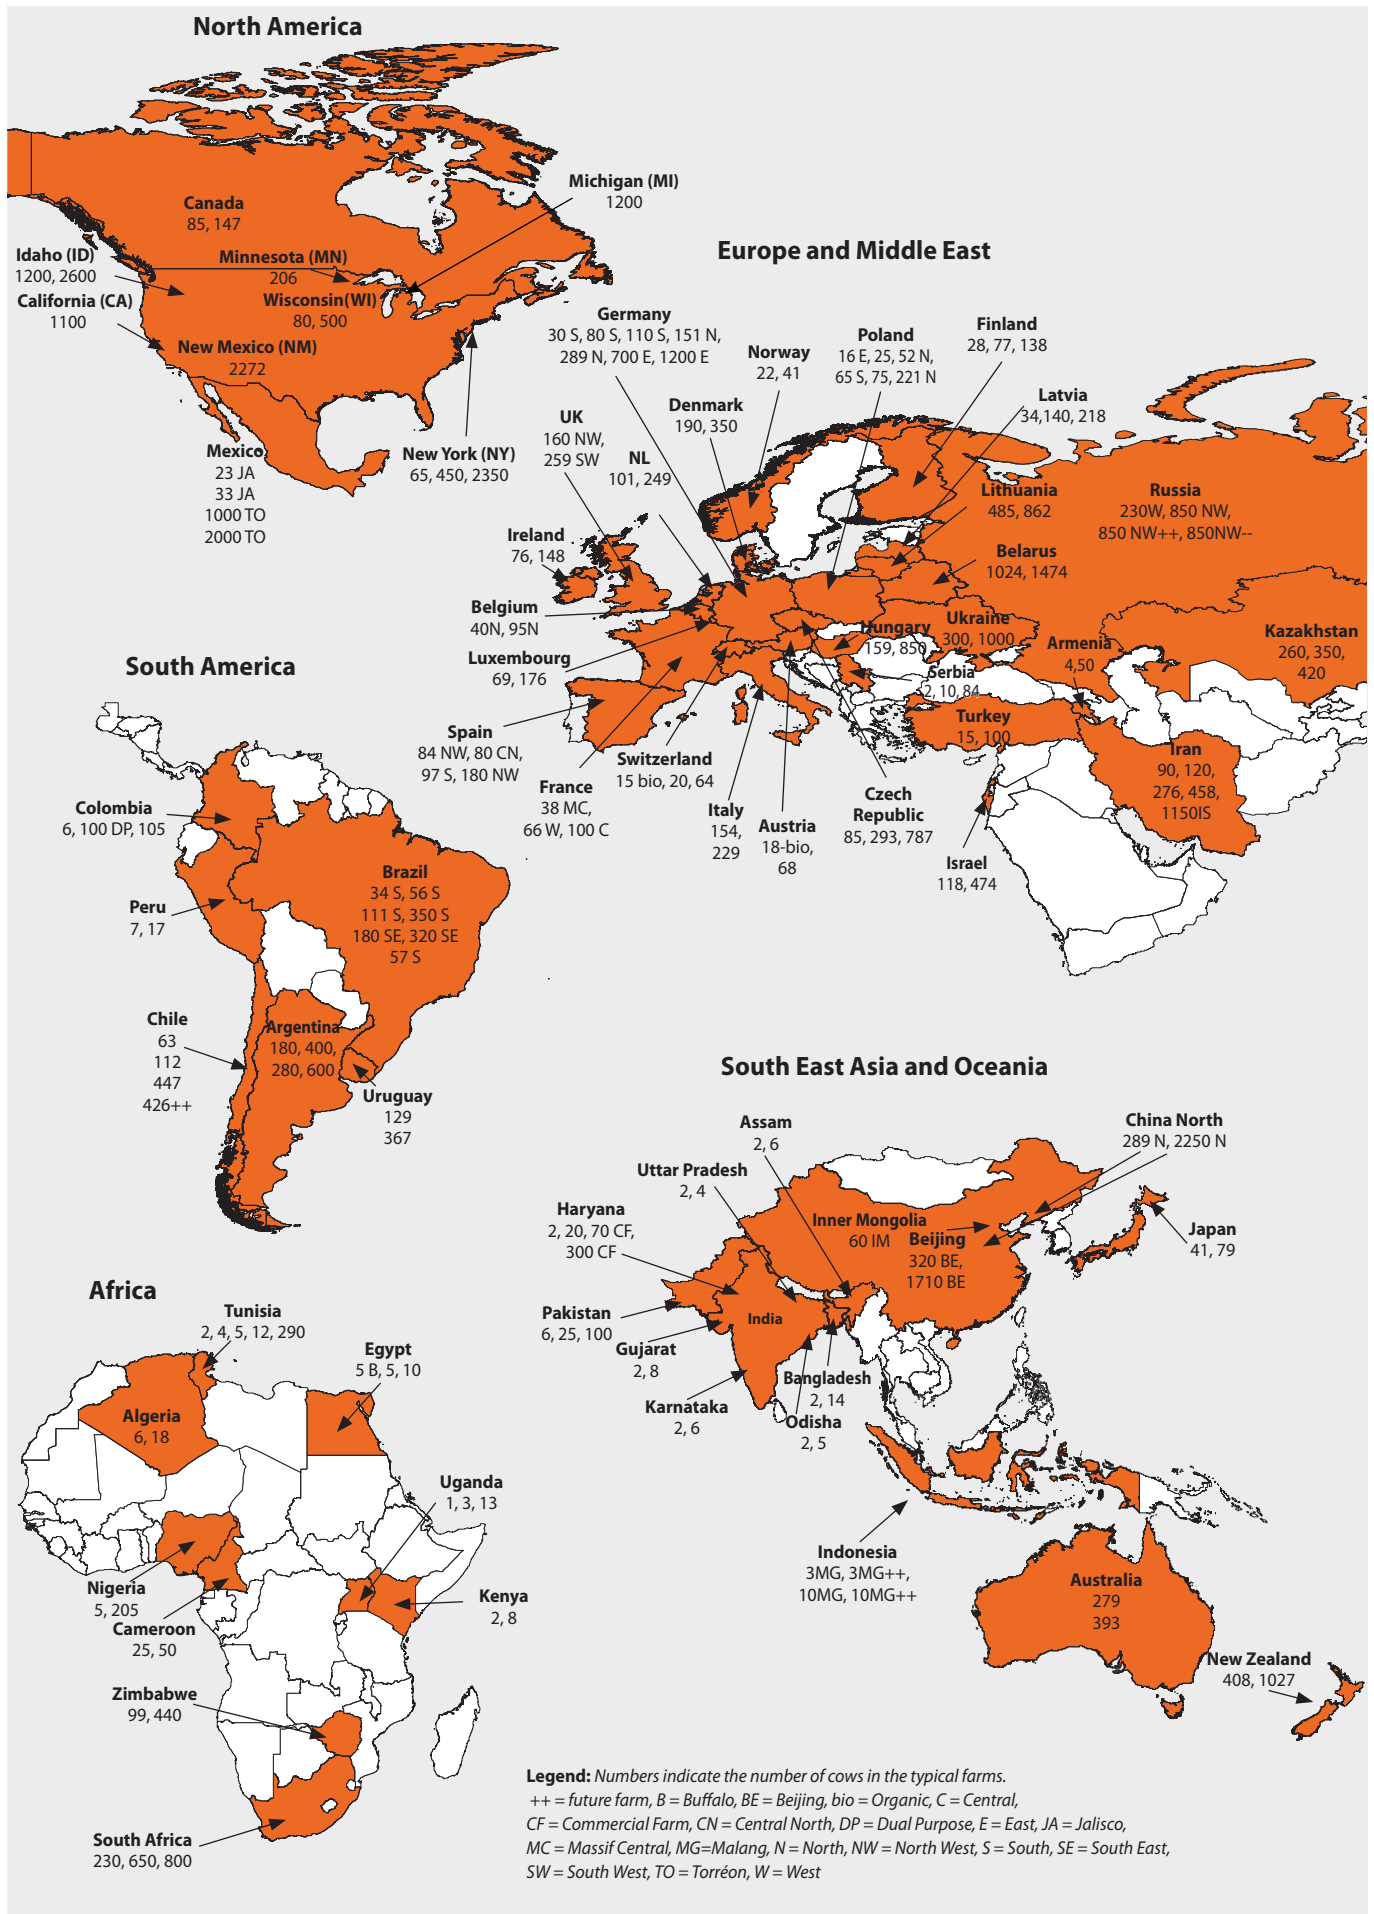 North America
Canada
85, 147
Michigan (MI)
1200
Idaho (ID)
1200, 2600
Minnesota (MN)
206
California (CA)
1100
Wisconsin(WI)
80, 500
New Mexico (NM)
2272
Mexico
23 JA
33 JA
1000 TO
2000 TO
New York (NY)
65, 450, 2350
Europe and Middle East
Germany
30 S, 80 S, 110 S, 151 N,
289 N, 700 E, 1200 E
Norway
22, 41
Poland
16 E, 25, 52 N,
65 S, 75, 221 N
Finland
28, 77, 138
Latvia
34,140, 218
Denmark
190, 350
UK
160 NW,
259 SW
NL
101, 249
Lithuania
485, 862
Russia
230W, 850 NW,
850 NW++, 850NW--
Ireland
76, 148
Belarus
1024, 1474
Belgium
40N, 95N
Hungary
159, 850
Ukraine
300, 1000
Armenia
4,50
Kazakhstan
260, 350,
420
Luxembourg
69, 176
Serbia
2, 10, 84
Turkey
15, 100
Spain
84 NW, 80 CN,
97 S, 180 NW
Switzerland
15 bio, 20, 64
France
38 MC,
66 W, 100 C
Italy
154,
229
Austria
18-bio,
68
Czech
Republic
85, 293, 787
Iran
90, 120,
276, 458,
1150IS
Israel
118, 474
South America
Colombia
6, 100 DP, 105
Peru
7, 17
Brazil
34 S, 56 S
111 S, 350 S
180 SE, 320 SE
57 S
Chile
63
112
447
426++
Argentina
180, 400,
280, 600
Uruguay
129
367
South East Asia and Oceania
Assam
2, 6
China North
289 N, 2250 N
Uttar Pradesh
2, 4
Haryana
2, 20, 70 CF,
300 CF
Inner Mongolia
60 IM
Beijing
320 BE,
1710 BE
Japan
41, 79
Pakistan
6, 25, 100
India
Gujarat
2, 8
Bangladesh
2, 14
Karnataka
2, 6
Odisha
2, 5
Indonesia
3MG, 3MG++,
10MG, 10MG++
Australia
279
393
New Zealand
408, 1027
Africa
Tunisia
2, 4, 5, 12, 290
Egypt
5 B, 5, 10
Algeria
6, 18
Uganda
1, 3, 13
Nigeria
5, 205
Kenya
2, 8
Cameroon
25, 50
Zimbabwe
99, 440
South Africa
230, 650, 800
Legend: Numbers indicate the number of cows in the typical farms.
++ = future farm, B = Buffalo, BE = Beijing, bio = Organic, C = Central,
CF = Commercial Farm, CN = Central North, DP = Dual Purpose, E = East, JA = Jalisco,
MC = Massif Central, MG=Malang, N = North, NW = North West, S = South, SE = South East,
SW = South West, TO = Torréon, W = West